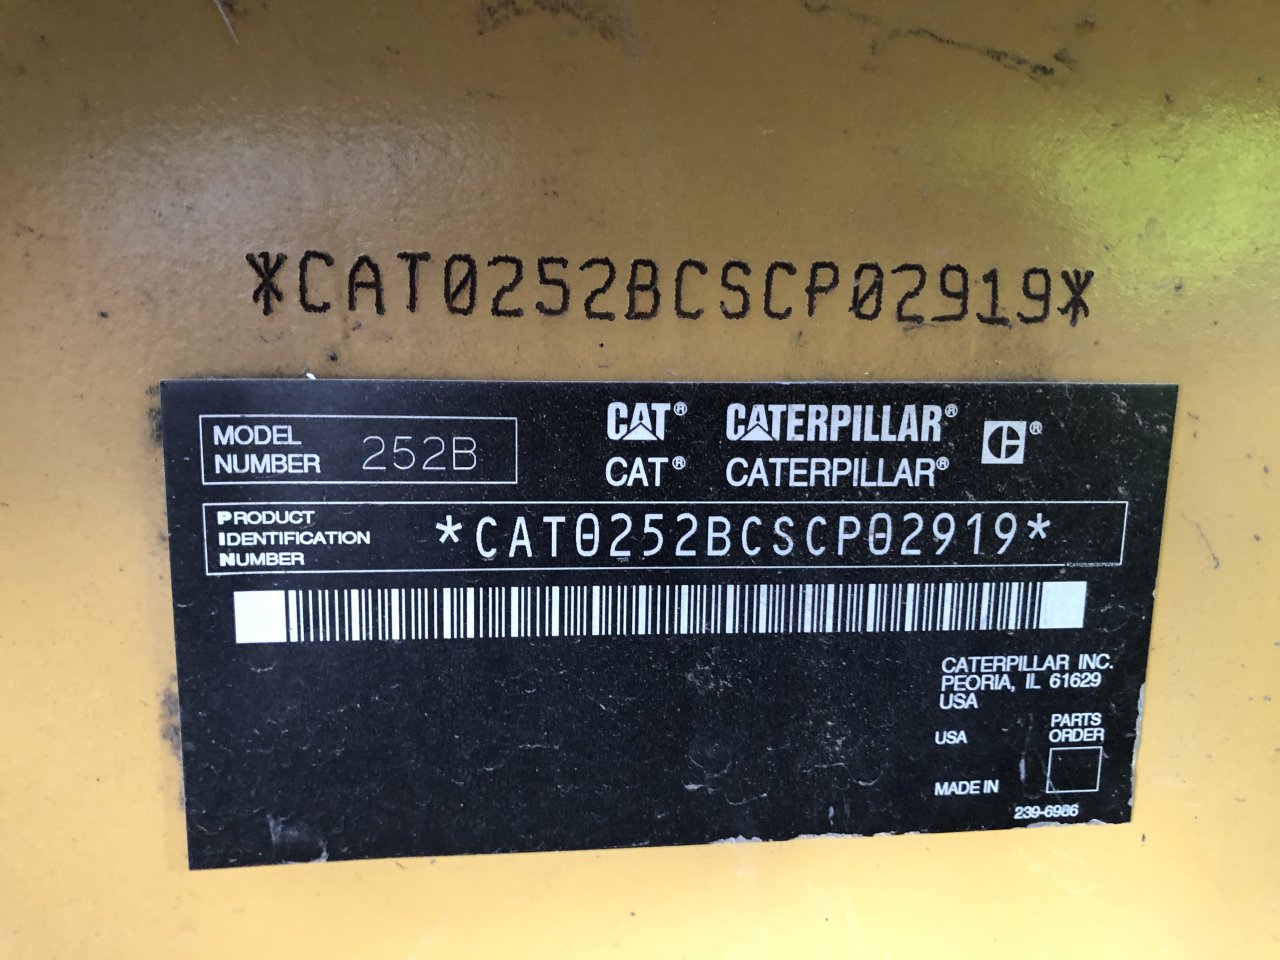 *CAT0252BCSCP02919*
MODEL NUMBER 252B
CAT® CATERPILLAR® ®
CAT® CATERPILLAR®
PRODUCT
IDENTIFICATION
NUMBER
*CAT0252BCSCP02919*
*CAT0252BCSCP02919
CATERPILLAR INC.
PEORIA, IL 61629
USA
USA
PARTS
ORDER
MADE IN
239-6986